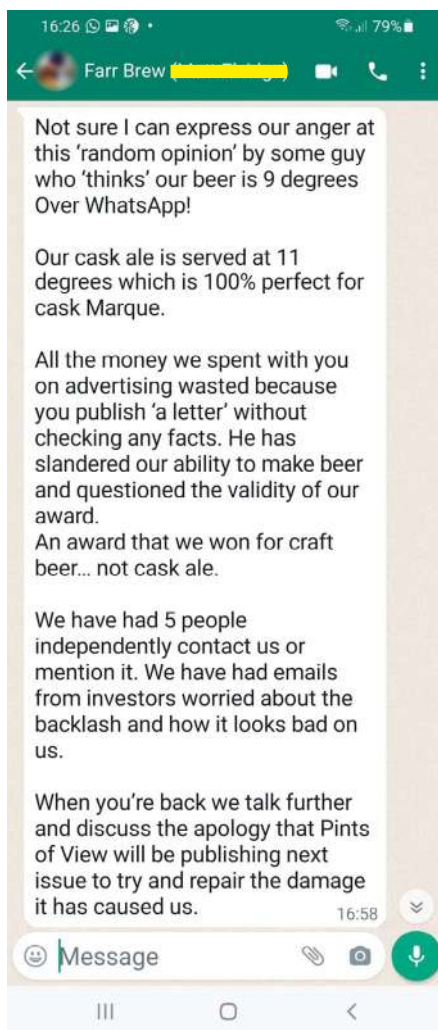 16:26
79%
Farr Brew (
Not sure I can express our anger at
this ‘random opinion’ by some guy
who ‘thinks’ our beer is 9 degrees
Over WhatsApp!
Our cask ale is served at 11
degrees which is 100% perfect for
cask Marque.
All the money we spent with you
on advertising wasted because
you publish ‘a letter’ without
checking any facts. He has
slandered our ability to make beer
and questioned the validity of our
award.
An award that we won for craft
beer... not cask ale.
We have had 5 people
independently contact us or
mention it. We have had emails
from investors worried about the
backlash and how it looks bad on
us.
When you’re back we talk further
and discuss the apology that Pints
of View will be publishing next
issue to try and repair the damage
it has caused us.
16:58
Message